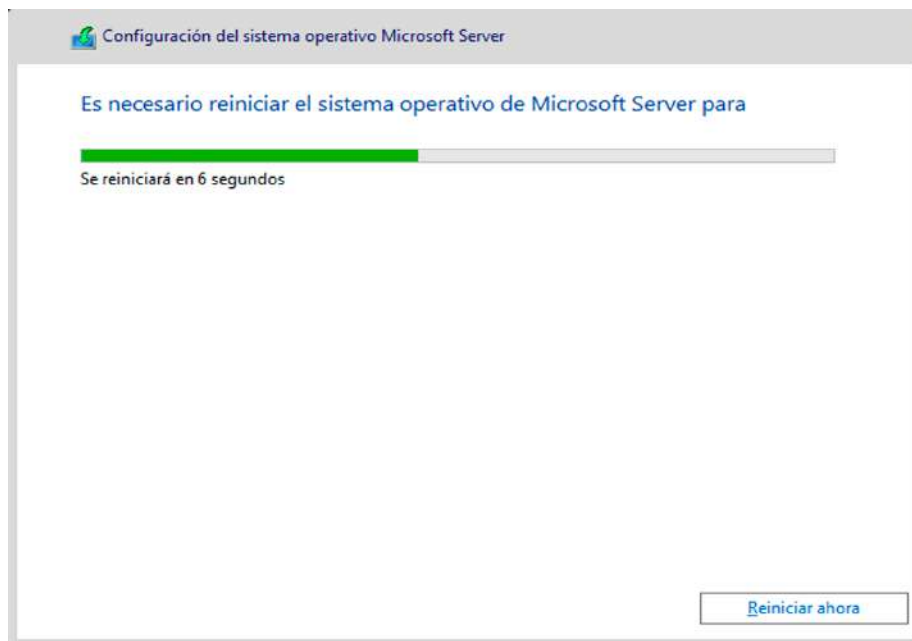 Configuración del sistema operativo Microsoft Server
Es necesario reiniciar el sistema operativo de Microsoft Server para
Se reiniciará en 6 segundos
Reiniciar ahora